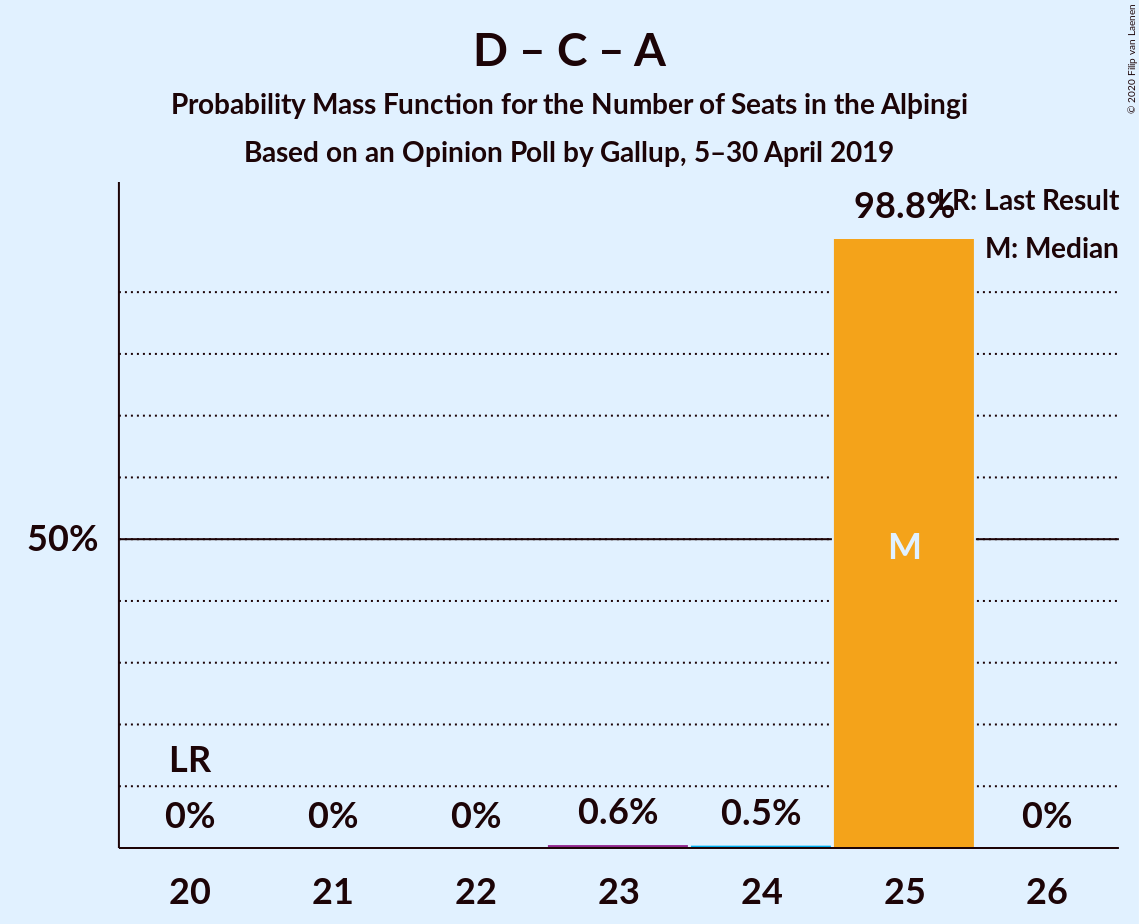 D – C – A
Probability Mass Function for the Number of Seats in the Alþingi
Based on an Opinion Poll by Gallup, 5–30 April 2019
© 2020 Filip van Laenen
98.8%
LR: Last Result
M: Median
50%
M
LR
0% 0% 0% 0.6% 0.5% 0%
20 21 22 23 24 25 26